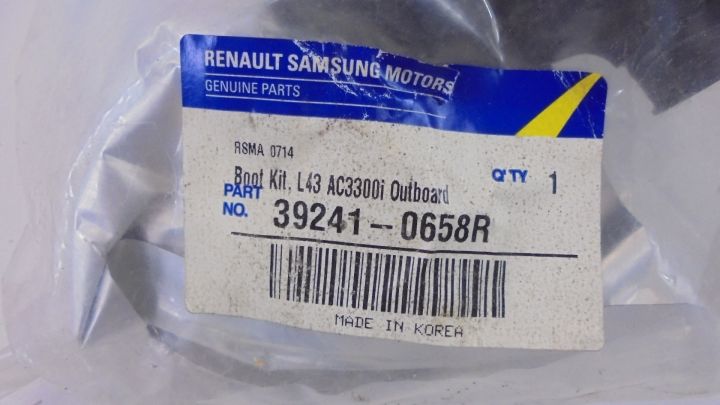 RENAULT SAMSUNG MOTORS
GENUINE PARTS
RSMA 0714
Boot Kit, L43 AC3300i Outboard
Q'TY 1
PART NO. 39241-0658R
MADE IN KOREA